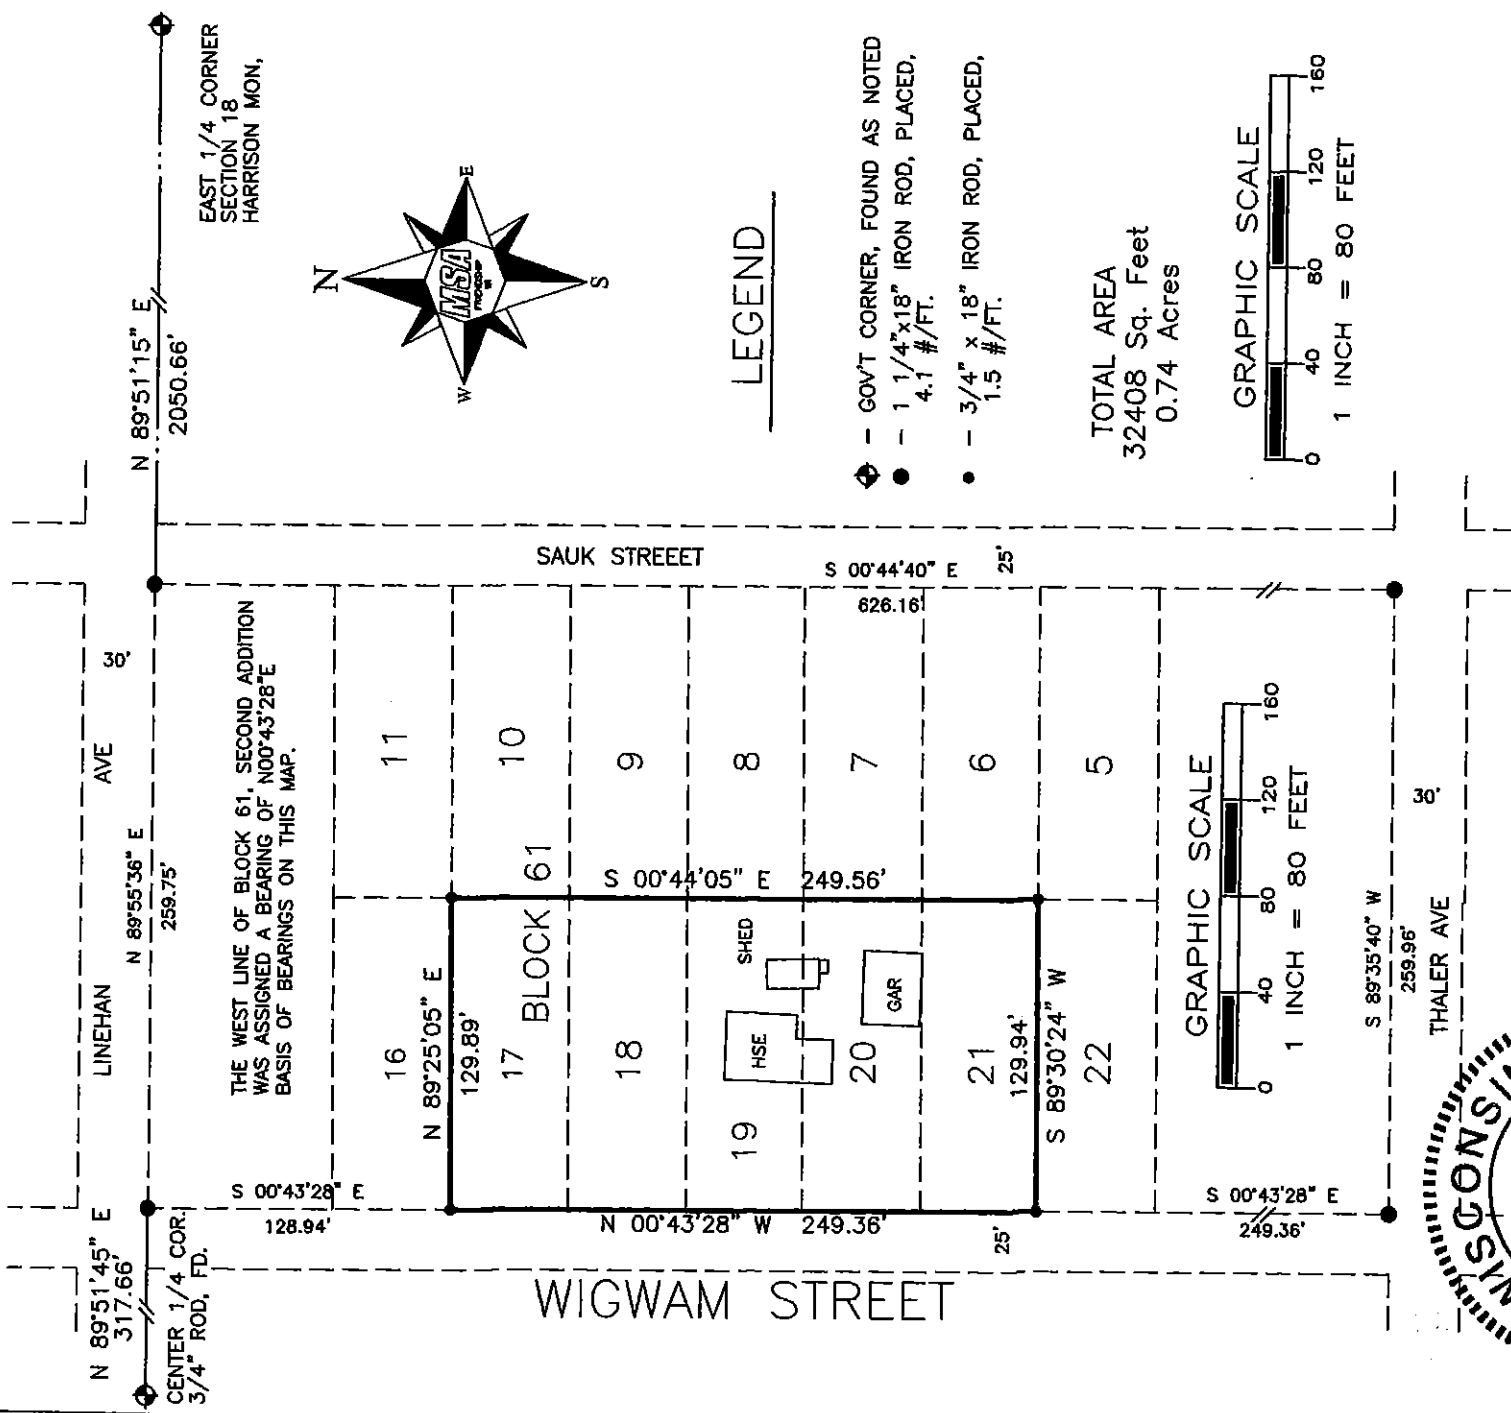 EAST 1/4 CORNER
SECTION 18
HARRISON MON,
N 89°51'15" E
2050.66'
N
E
S
W
MSA
LEGEND
- GOV'T CORNER, FOUND AS NOTED
- 1 1/4"x18" IRON ROD, PLACED,
4.1 #/FT.
- 3/4" x 18" IRON ROD, PLACED,
1.5 #/FT.
TOTAL AREA
32408 Sq. Feet
0.74 Acres
GRAPHIC SCALE
0 40 80 120 160
1 INCH = 80 FEET
SAUK STREEET
S 00°44'40" E
626.16'
25'
LINEHAN AVE
30'
N 89°55'36" E
259.75'
THE WEST LINE OF BLOCK 61, SECOND ADDITION
WAS ASSIGNED A BEARING OF N00°43'28"E
BASIS OF BEARINGS ON THIS MAP.
11
10
9
8
7
6
5
BLOCK 61
S 00°44'05" E 249.56'
N 89°25'05" E
129.89'
16
17
18
19
20
21
22
SHED
HSE
GAR
129.94'
S 89°30'24" W
GRAPHIC SCALE
0 40 80 120 160
1 INCH = 80 FEET
S 89°35'40" W
259.96'
THALER AVE
30'
S 00°43'28" E
128.94'
N 00°43'28" W 249.36'
25'
S 00°43'28" E
249.36'
WIGWAM STREET
N 89°51'45" E
317.66'
CENTER 1/4 COR.
3/4" ROD, FD.
WISCONSI